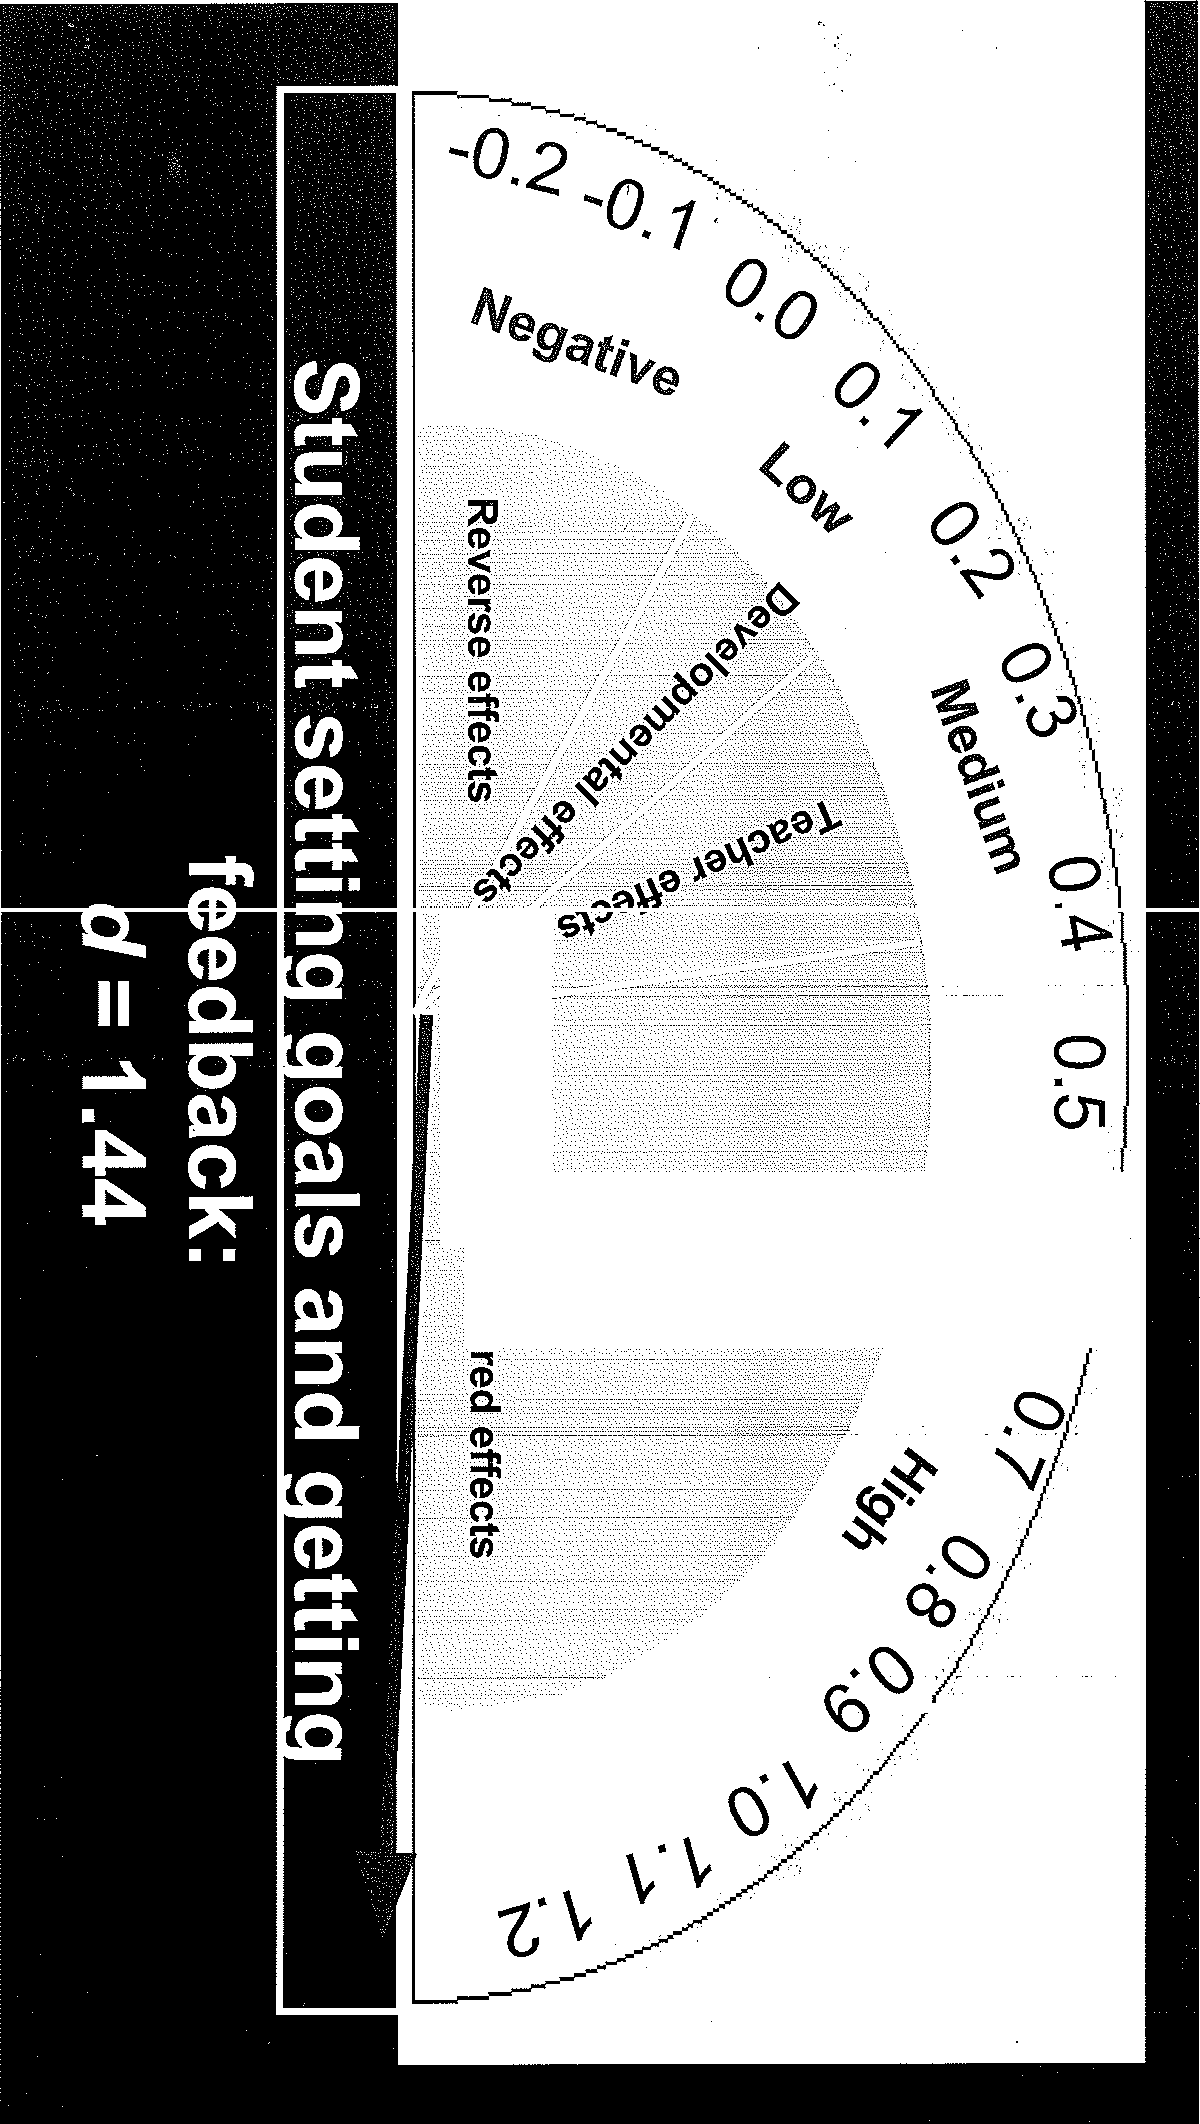 -0.2
-0.1
0.0
0.1
0.2
0.3
0.4
0.5
0.7
0.8
0.9
1.0
1.1
1.2
Negative
Low
Medium
High
Reverse effects
Developmental effects
Teacher effects
red effects
Student setting goals and getting
feedback:
d = 1.44